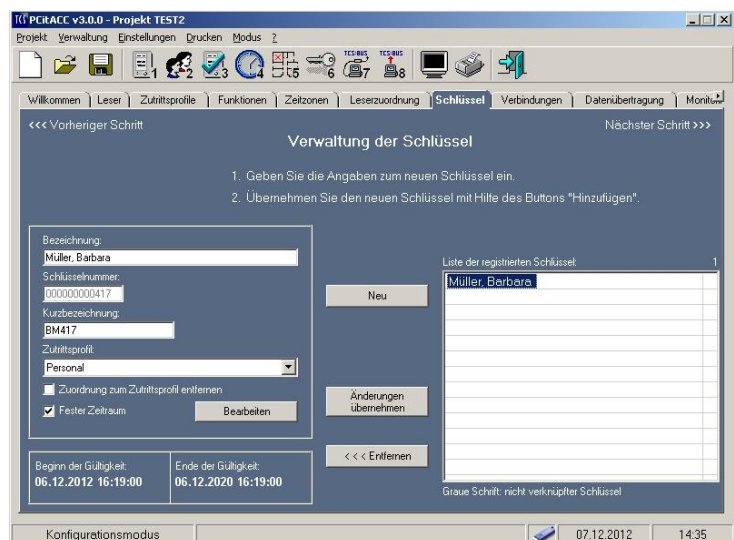 PCitACC v3.0.0 - Projekt TEST2
Projekt Verwaltung Einstellungen Drucken Modus ?
1 2 3 4 5 6 TCS:BUS 7 TCS:BUS 8
Willkommen Leser Zutrittsprofile Funktionen Zeitzonen Leserzuordnung Schlüssel Verbindungen Datenübertragung Monitor
<<< Vorheriger Schritt
Nächster Schritt >>>
Verwaltung der Schlüssel
1. Geben Sie die Angaben zum neuen Schlüssel ein.
2. Übernehmen Sie den neuen Schlüssel mit Hilfe des Buttons "Hinzufügen".
Bezeichnung:
Müller, Barbara
Schlüsselnummer:
000000000417
Kurzbezeichnung:
BM417
Zutrittsprofil:
Personal
Zuordnung zum Zutrittsprofil entfernen
Fester Zeitraum
Bearbeiten
Beginn der Gültigkeit:
06.12.2012 16:19:00
Ende der Gültigkeit:
06.12.2020 16:19:00
Neu
Änderungen
übernehmen
< < < Entfernen
Liste der registrierten Schlüssel: 1
Müller, Barbara
Graue Schrift: nicht verknüpfter Schlüssel
Konfigurationsmodus
07.12.2012
14:35